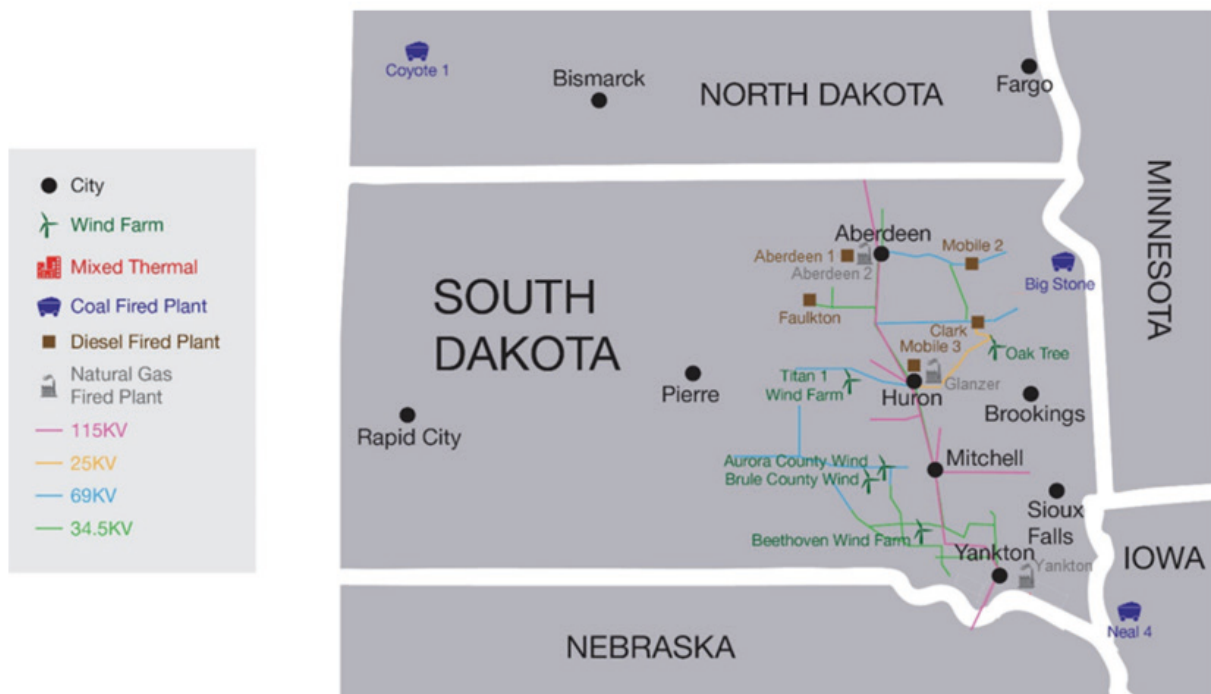 City
Wind Farm
Mixed Thermal
Coal Fired Plant
Diesel Fired Plant
Natural Gas
Fired Plant
115KV
25KV
69KV
34.5KV
Coyote 1
Bismarck
NORTH DAKOTA
Fargo
MINNESOTA
Aberdeen
Aberdeen 1
Aberdeen 2
Mobile 2
Big Stone
SOUTH
DAKOTA
Faulkton
Clark
Mobile 3
Oak Tree
Glanzer
Titan 1
Wind Farm
Huron
Pierre
Brookings
Rapid City
Aurora County Wind
Brule County Wind
Mitchell
Sioux
Falls
Beethoven Wind Farm
Yankton
Yankton
IOWA
Neal 4
NEBRASKA